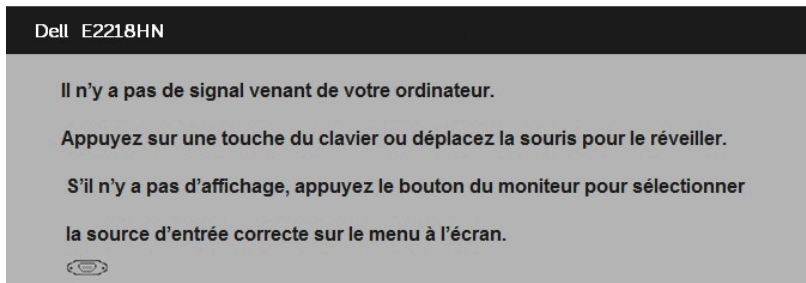 Dell E2218HN
Il n’y a pas de signal venant de votre ordinateur.
Appuyez sur une touche du clavier ou déplacez la souris pour le réveiller.
S’il n’y a pas d’affichage, appuyez le bouton du moniteur pour sélectionner
la source d’entrée correcte sur le menu à l’écran.